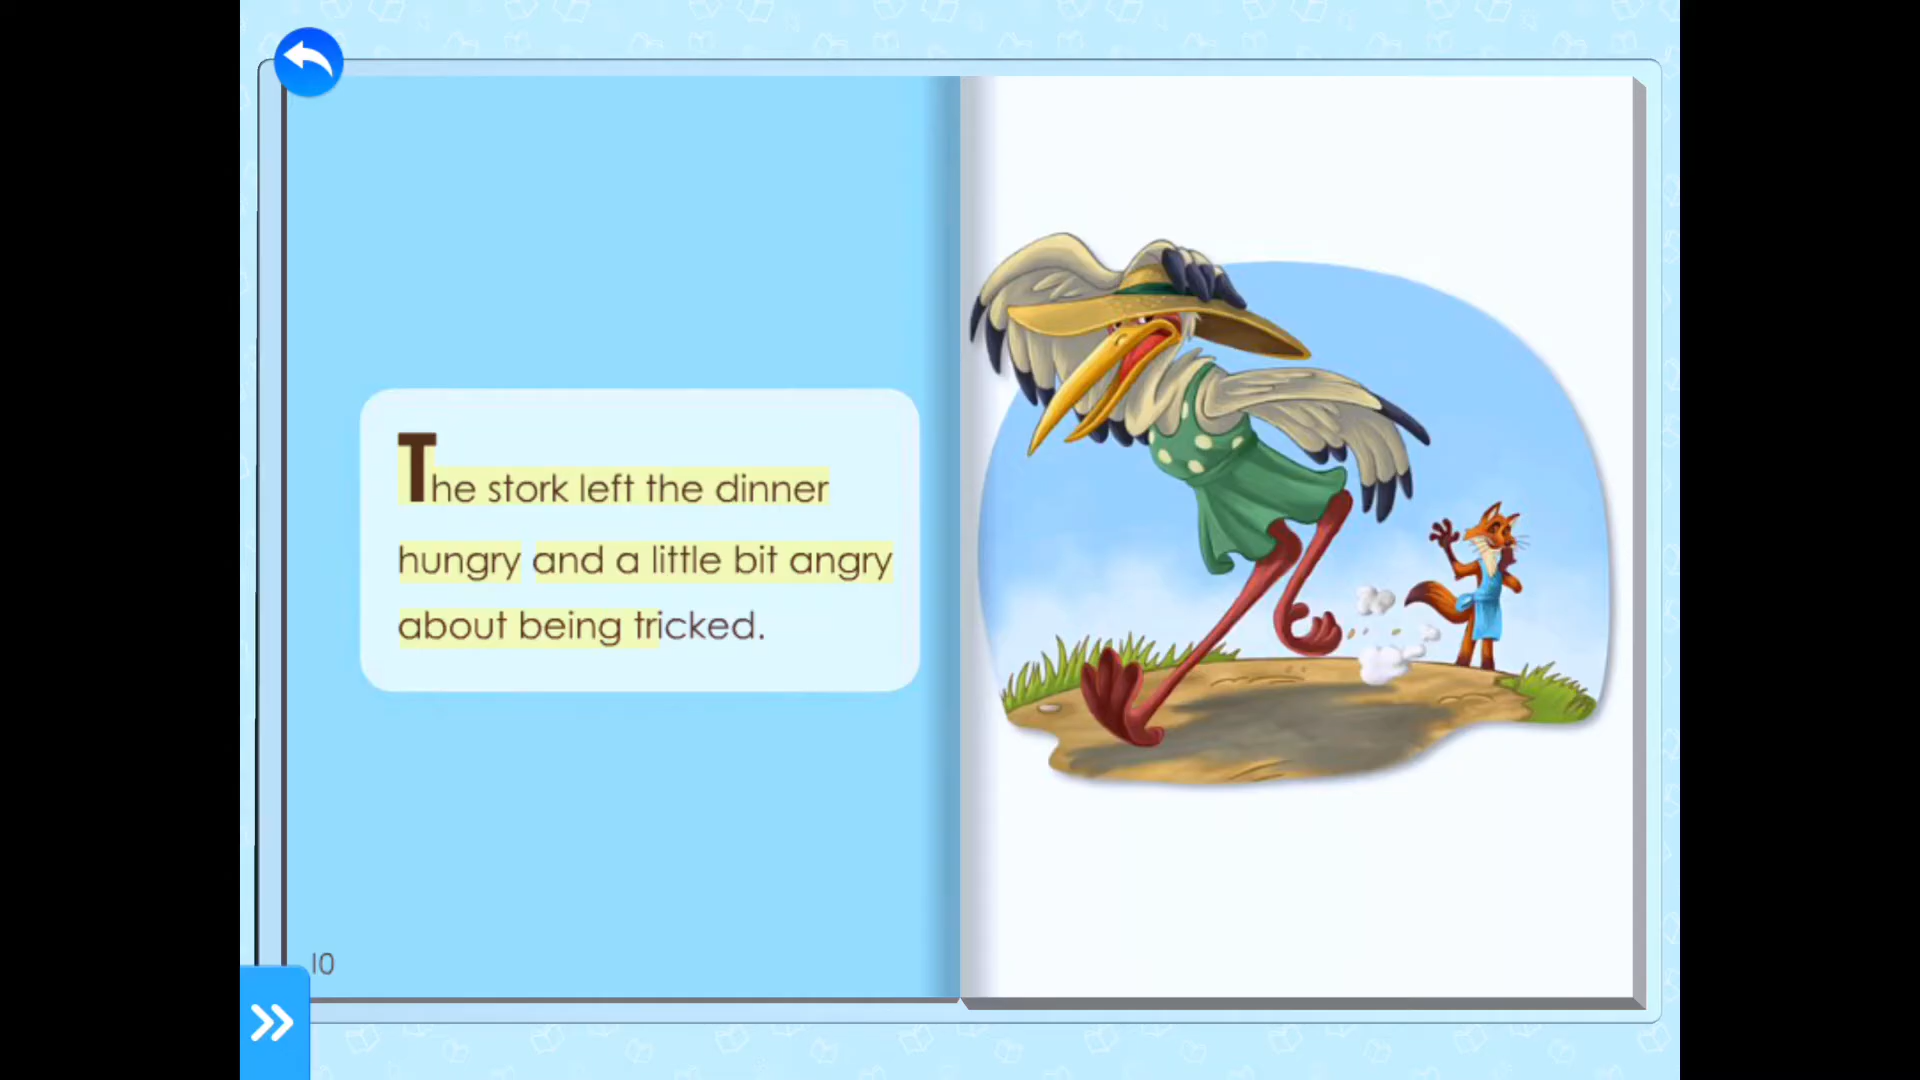 The stork left the dinner
hungry and a little bit angry
about being tricked.
10